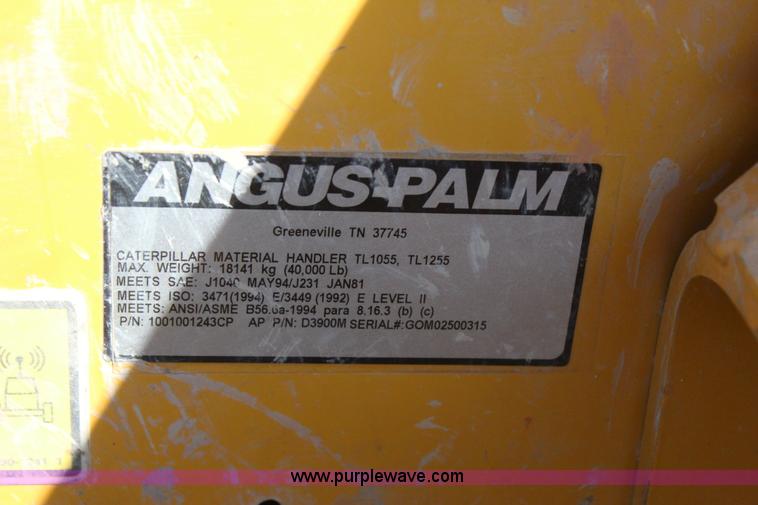 ANGUS-PALM
Greeneville TN 37745
CATERPILLAR MATERIAL HANDLER TL1055, TL1255
MAX. WEIGHT: 18141 kg (40,000 Lb)
MEETS SAE: J1040 MAY94/J231 JAN81
MEETS ISO: 3471(1994) E/3449 (1992) E LEVEL II
MEETS: ANSI/ASME B56.6a-1994 para 8.16.3 (b) (c)
P/N: 1001001243CP AP P/N: D3900M SERIAL#:GOM02500315
www.purplewave.com